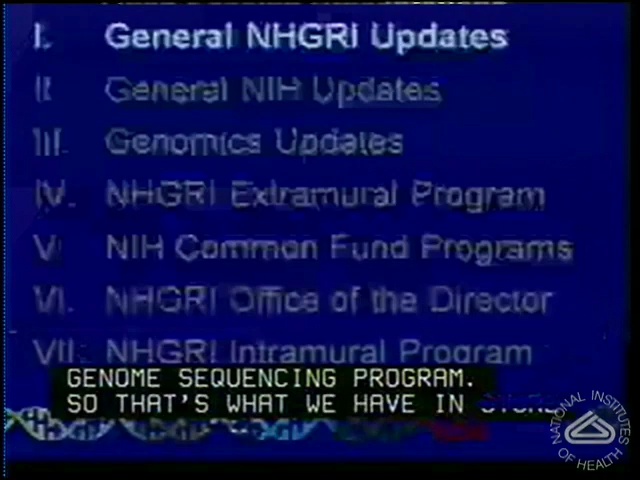 I. General NHGRI Updates
II. General NIH Updates
III. Genomics Updates
IV. NHGRI Extramural Program
V. NIH Common Fund Programs
VI. NHGRI Office of the Director
VII. NHGRI Intramural Program
GENOME SEQUENCING PROGRAM.
SO THAT'S WHAT WE HAVE IN STORE
NATIONAL INSTITUTES OF HEALTH